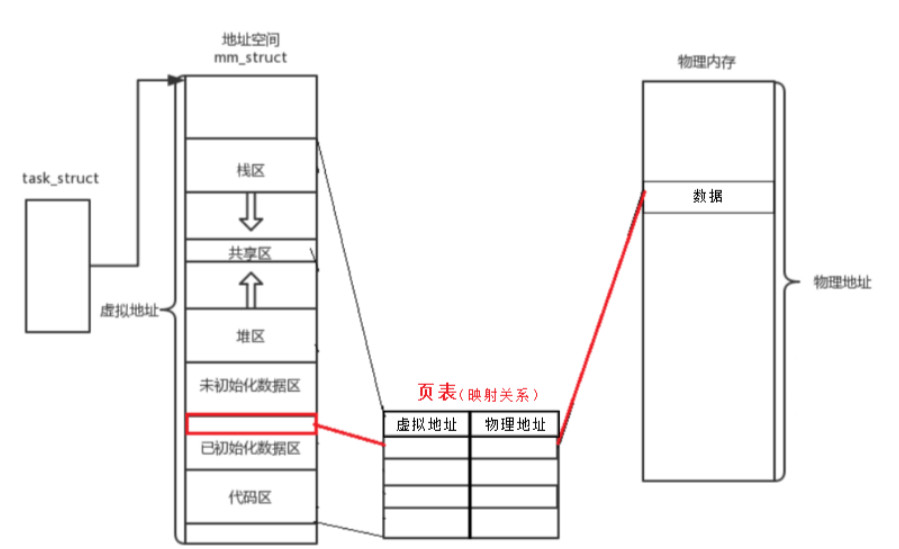 地址空间
mm_struct
物理内存
栈区
task_struct
数据
共享区
物理地址
虚拟地址
堆区
未初始化数据区
页表(映射关系)
虚拟地址 物理地址
已初始化数据区
代码区